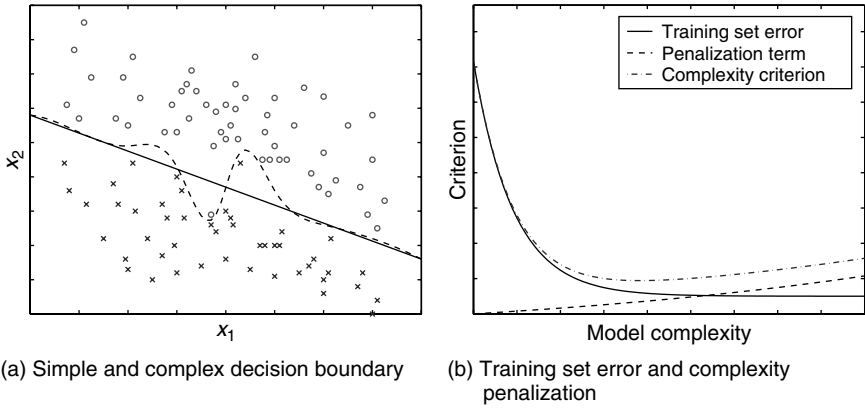 x2
x1
(a) Simple and complex decision boundary
Training set error
Penalization term
Complexity criterion
Criterion
Model complexity
(b) Training set error and complexity
penalization